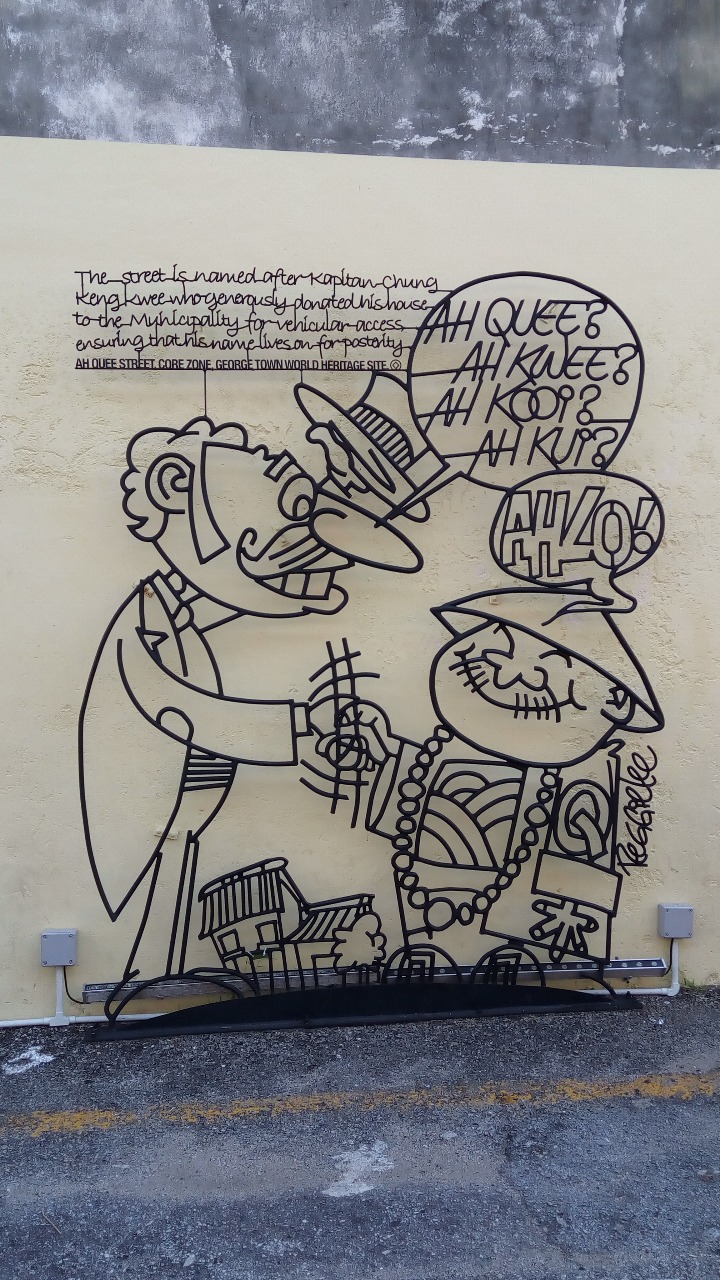 The street is named after Kapitan Chung
Keng Kwee who generously donated his house
to the Municipality for vehicular access,
ensuring that his name lives on for posterity
AH QUEE STREET, CORE ZONE, GEORGE TOWN WORLD HERITAGE SITE
AH QUEE?
AH KWEE?
AH KOOI?
AH KUI?
AHLO!
Reggie Lee